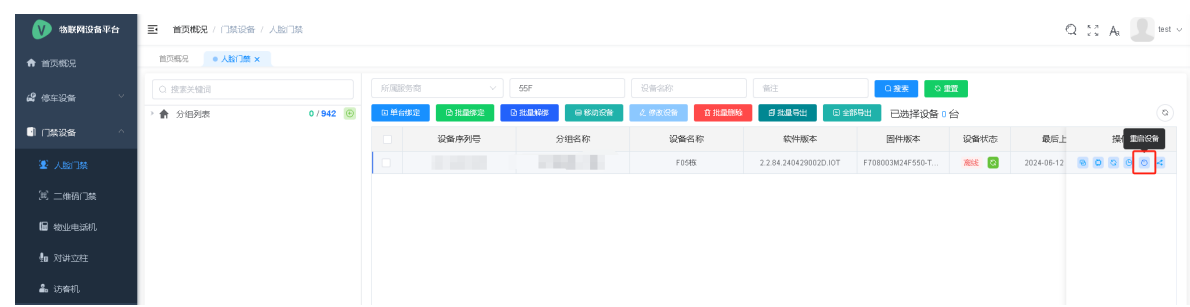 V 物联网设备平台
首页概况 / 门禁设备 / 人脸门禁
test
首页概况
停车设备
门禁设备
人脸门禁
二维码门禁
物业电话机
对讲立柱
访客机
首页概况 人脸门禁 ×
搜索关键词
分组列表 0 / 942
所属服务商 55F 设备名称 备注 搜索 重置
单台绑定 批量绑定 批量解绑 移动设备 修改设备 批量删除 批量导出 全部导出 已选择设备 0 台
设备序列号 分组名称 设备名称 软件版本 固件版本 设备状态 最后上 操 重启设备
F05栋 2.2.84.240429002D.IOT F708003M24F550-T... 离线 2024-06-12